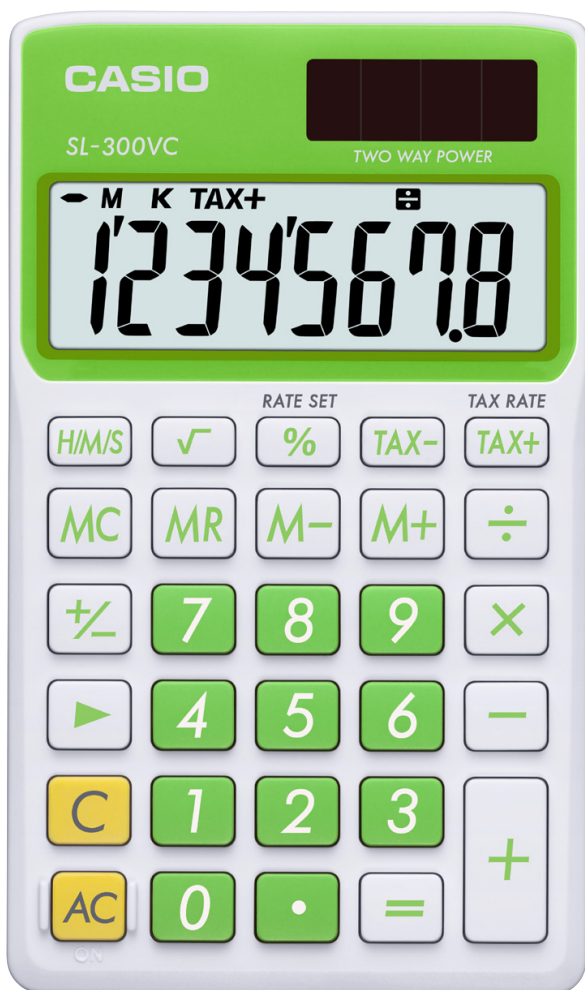 CASIO
SL-300VC
TWO WAY POWER
- M K TAX+ ÷
1'234'567.8
RATE SET TAX RATE
H/M/S √ % TAX− TAX+
MC MR M− M+ ÷
+/− 7 8 9 ×
▶ 4 5 6 −
C 1 2 3 +
AC 0 • =
ON